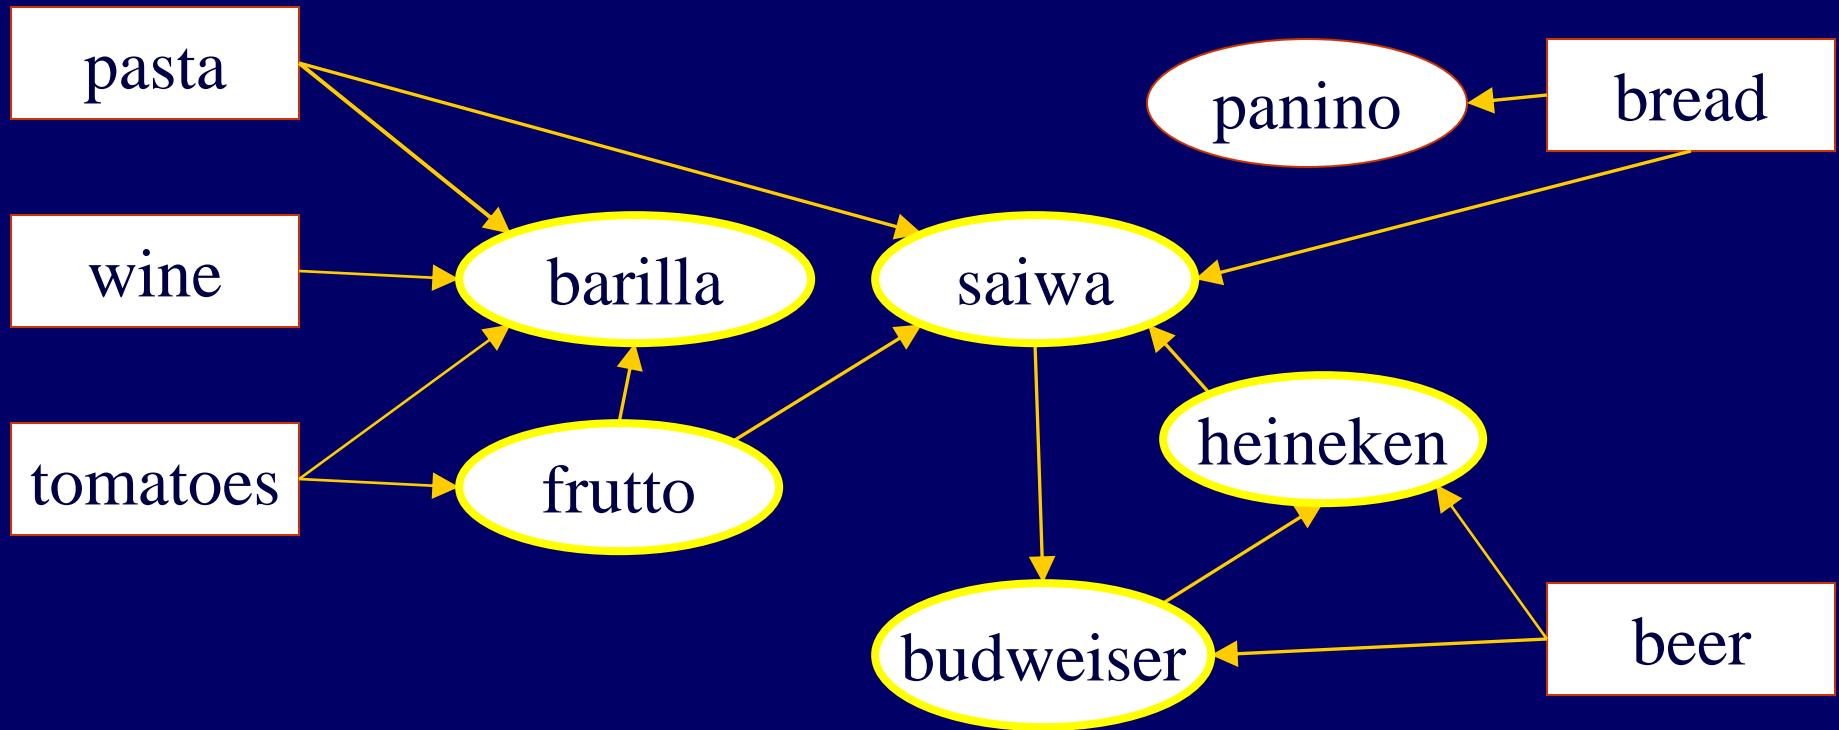 pasta
panino
bread
wine
barilla
saiwa
heineken
tomatoes
frutto
budweiser
beer